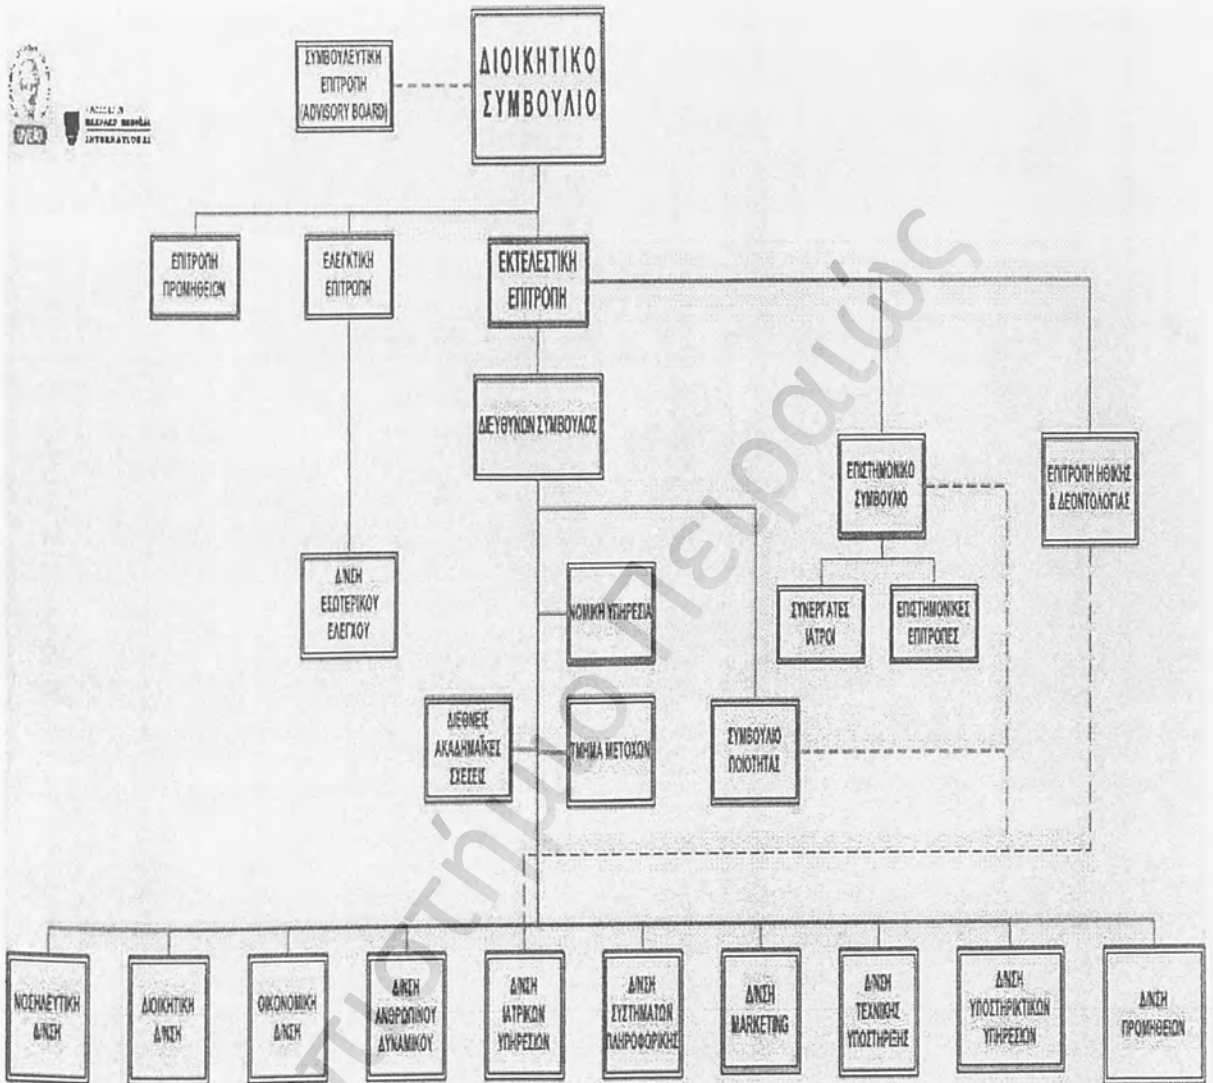 ΣΥΜΒΟΥΛΕΥΤΙΚΗ
ΕΠΙΤΡΟΠΗ
(ADVISORY BOARD)
ΔΙΟΙΚΗΤΙΚΟ
ΣΥΜΒΟΥΛΙΟ
INTERNATIONAL
ΕΠΙΤΡΟΠΗ
ΠΡΟΜΗΘΕΙΩΝ
ΕΛΕΓΚΤΙΚΗ
ΕΠΙΤΡΟΠΗ
ΕΚΤΕΛΕΣΤΙΚΗ
ΕΠΙΤΡΟΠΗ
ΔΙΕΥΘΥΝΩΝ ΣΥΜΒΟΥΛΟΣ
ΕΠΙΣΤΗΜΟΝΙΚΟ
ΣΥΜΒΟΥΛΙΟ
ΕΠΙΤΡΟΠΗ ΗΘΙΚΗΣ
& ΔΕΟΝΤΟΛΟΓΙΑΣ
Δ/ΝΣΗ
ΕΣΩΤΕΡΙΚΟΥ
ΕΛΕΓΧΟΥ
ΝΟΜΙΚΗ ΥΠΗΡΕΣΙΑ
ΣΥΝΕΡΓΑΤΕΣ
ΙΑΤΡΟΙ
ΕΠΙΣΤΗΜΟΝΙΚΕΣ
ΕΠΙΤΡΟΠΕΣ
ΔΙΕΘΝΕΙΣ
ΑΚΑΔΗΜΑΪΚΕΣ
ΣΧΕΣΕΙΣ
ΤΜΗΜΑ ΜΕΤΟΧΩΝ
ΣΥΜΒΟΥΛΙΟ
ΠΟΙΟΤΗΤΑΣ
ΝΟΣΗΛΕΥΤΙΚΗ
Δ/ΝΣΗ
ΔΙΟΙΚΗΤΙΚΗ
Δ/ΝΣΗ
ΟΙΚΟΝΟΜΙΚΗ
Δ/ΝΣΗ
Δ/ΝΣΗ
ΑΝΘΡΩΠΙΝΟΥ
ΔΥΝΑΜΙΚΟΥ
Δ/ΝΣΗ
ΙΑΤΡΙΚΩΝ
ΥΠΗΡΕΣΙΩΝ
Δ/ΝΣΗ
ΣΥΣΤΗΜΑΤΩΝ
ΠΛΗΡΟΦΟΡΙΚΗΣ
Δ/ΝΣΗ
MARKETING
Δ/ΝΣΗ
ΤΕΧΝΙΚΗΣ
ΥΠΟΣΤΗΡΙΞΗΣ
Δ/ΝΣΗ
ΥΠΟΣΤΗΡΙΚΤΙΚΩΝ
ΥΠΗΡΕΣΙΩΝ
Δ/ΝΣΗ
ΠΡΟΜΗΘΕΙΩΝ
Πειραιώς